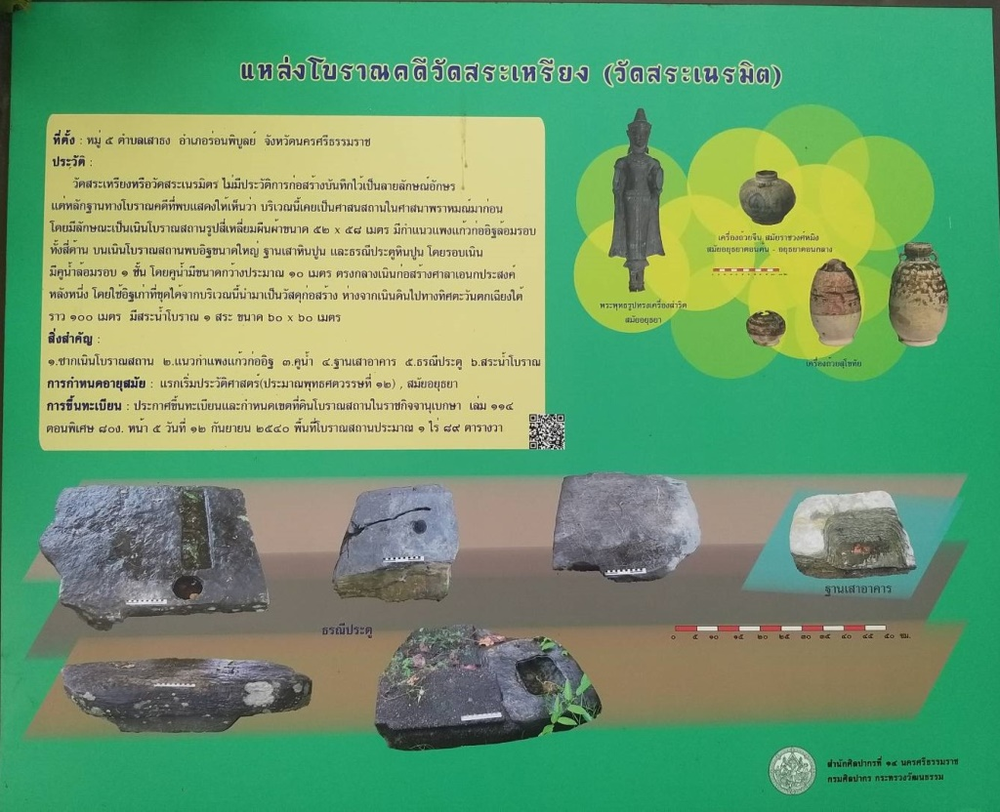 แหล่งโบราณคดีวัดสระเหรียง (วัดสระเนรมิต)
ที่ตั้ง : หมู่ ๕ ตำบลเสาธง อำเภอร่อนพิบูลย์ จังหวัดนครศรีธรรมราช
ประวัติ :
วัดสระเหรียงหรือวัดสระเนรมิตร ไม่มีประวัติการก่อสร้างบันทึกไว้เป็นลายลักษณ์อักษร
แต่หลักฐานทางโบราณคดีที่พบแสดงให้เห็นว่า บริเวณนี้เคยเป็นศาสนสถานในศาสนาพราหมณ์มาก่อน
โดยมีลักษณะเป็นเนินโบราณสถานรูปสี่เหลี่ยมผืนผ้าขนาด ๕๒ x ๕๘ เมตร มีกำแนวแพงแก้วก่ออิฐล้อมรอบ
ทั้งสี่ด้าน บนเนินโบราณสถานพบอิฐขนาดใหญ่ ฐานเสาหินปูน และธรณีประตูหินปูน โดยรอบเนิน
มีคูน้ำล้อมรอบ ๑ ชั้น โดยคูน้ำมีขนาดกว้างประมาณ ๑๐ เมตร ตรงกลางเนินก่อสร้างศาลาเอนกประสงค์
หลังหนึ่ง โดยใช้อิฐเก่าที่ขุดได้จากบริเวณนี้นำมาเป็นวัสดุก่อสร้าง ห่างจากเนินดินไปทางทิศตะวันตกเฉียงใต้
ราว ๑๐๐ เมตร มีสระน้ำโบราณ ๑ สระ ขนาด ๖๐ x ๖๐ เมตร
สิ่งสำคัญ :
๑.ซากเนินโบราณสถาน ๒.แนวกำแพงแก้วก่ออิฐ ๓.คูน้ำ ๔.ฐานเสาอาคาร ๕.ธรณีประตู ๖.สระน้ำโบราณ
การกำหนดอายุสมัย : แรกเริ่มประวัติศาสตร์(ประมาณพุทธศตวรรษที่ ๑๒) , สมัยอยุธยา
การขึ้นทะเบียน : ประกาศขึ้นทะเบียนและกำหนดเขตที่ดินโบราณสถานในราชกิจจานุเบกษา เล่ม ๑๑๔
ตอนพิเศษ ๘๐ง. หน้า ๕ วันที่ ๑๒ กันยายน ๒๕๔๐ พื้นที่โบราณสถานประมาณ ๑ ไร่ ๘๙ ตารางวา
เครื่องถ้วยจีน สมัยราชวงศ์หมิง
สมัยอยุธยาตอนต้น - อยุธยาตอนกลาง
พระพุทธรูปทรงเครื่องสำริด
สมัยอยุธยา
เครื่องถ้วยสุโขทัย
ฐานเสาอาคาร
ธรณีประตู
๐ ๕ ๑๐ ๑๕ ๒๐ ๒๕ ๓๐ ๓๕ ๔๐ ๔๕ ๕๐ ซม.
สำนักศิลปากรที่ ๑๔ นครศรีธรรมราช
กรมศิลปากร กระทรวงวัฒนธรรม